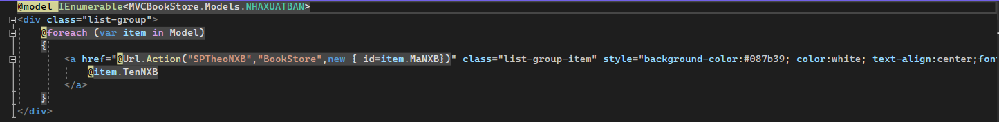 @model IEnumerable<MVCBookStore.Models.NHAXUATBAN>
<div class="list-group">
@foreach (var item in Model)
{
<a href="@Url.Action("SPTheoNXB","BookStore",new { id=item.MaNXB})" class="list-group-item" style="background-color:#087b39; color:white; text-align:center;fon
@item.TenNXB
</a>
}
</div>